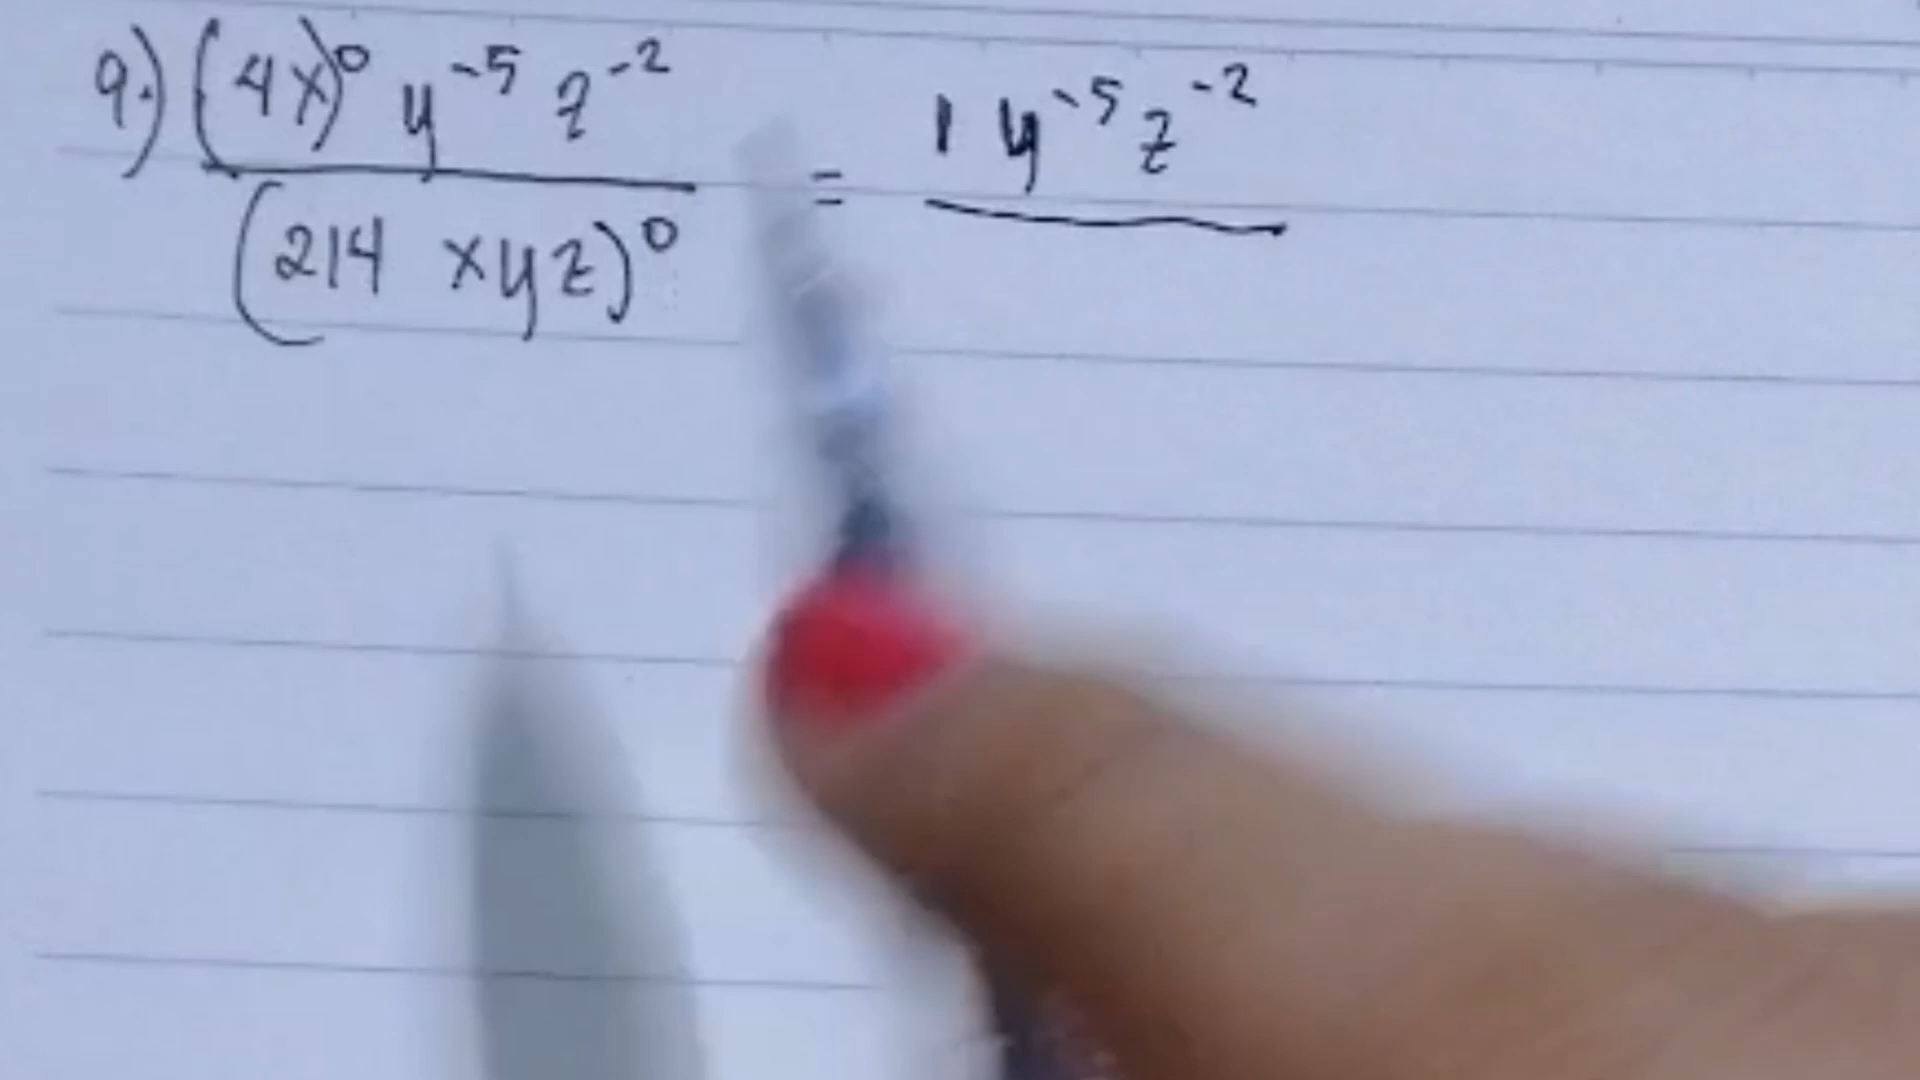 9.) (4x)⁰ y⁻⁵ z⁻² = 1 y⁻⁵ z⁻²
(214 xyz)⁰